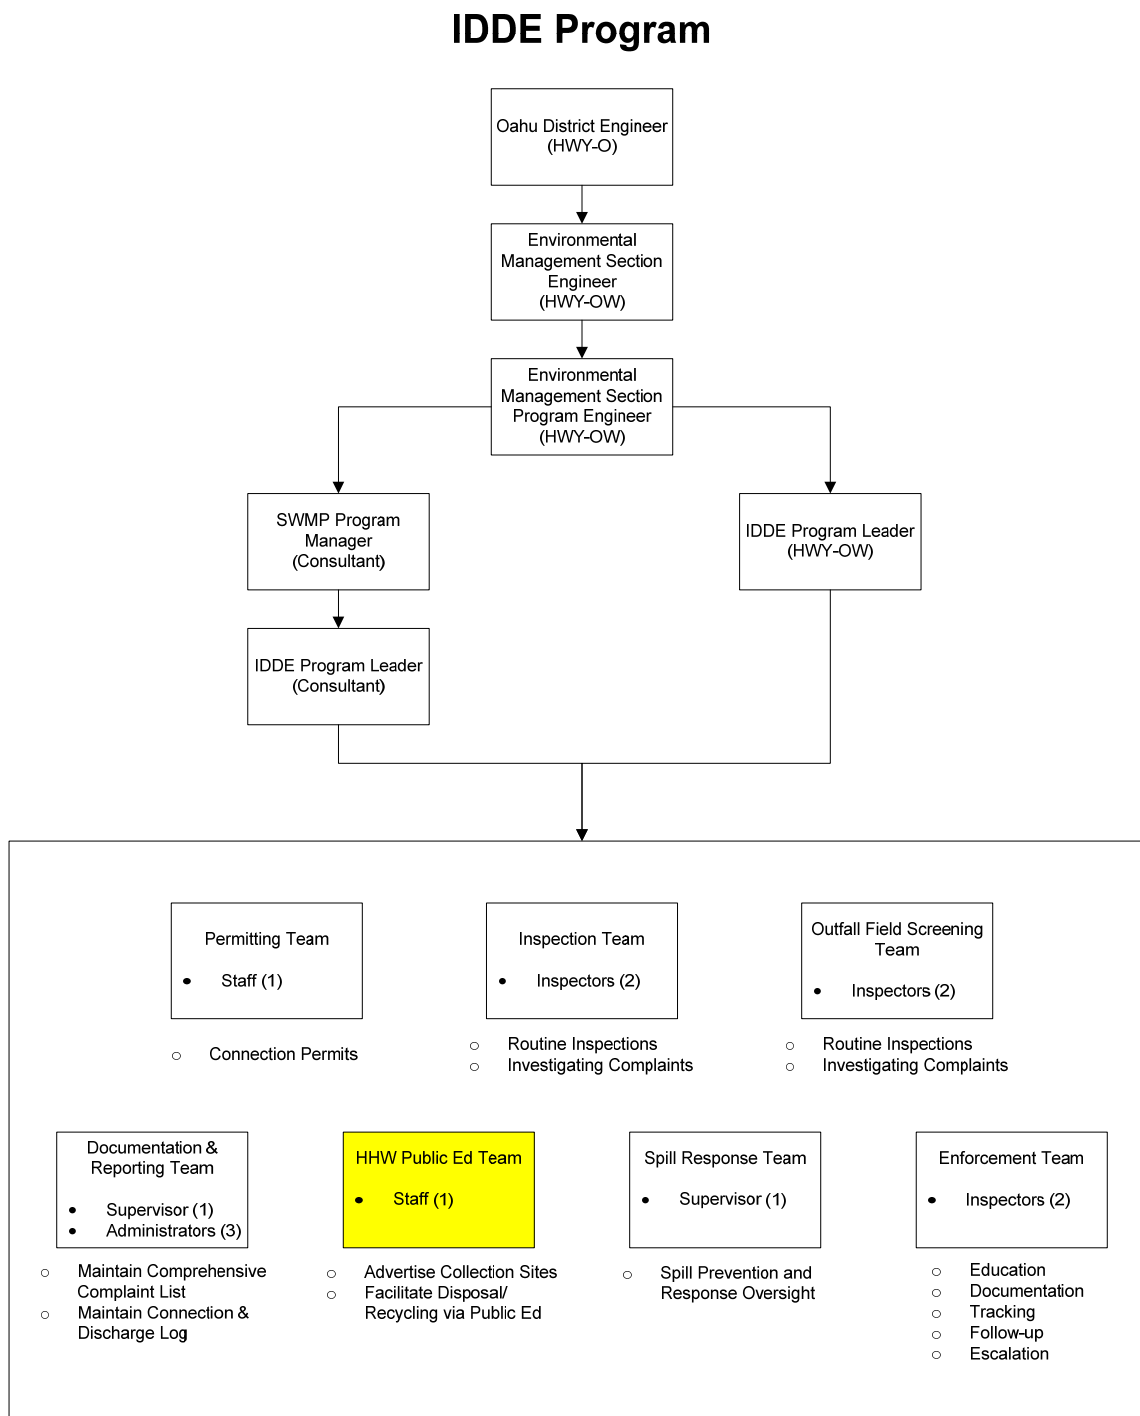 IDDE Program
Oahu District Engineer
(HWY-O)
Environmental
Management Section
Engineer
(HWY-OW)
Environmental
Management Section
Program Engineer
(HWY-OW)
SWMP Program
Manager
(Consultant)
IDDE Program Leader
(HWY-OW)
IDDE Program Leader
(Consultant)
Permitting Team
• Staff (1)
○ Connection Permits
Inspection Team
• Inspectors (2)
○ Routine Inspections
○ Investigating Complaints
Outfall Field Screening
Team
• Inspectors (2)
○ Routine Inspections
○ Investigating Complaints
Documentation &
Reporting Team
• Supervisor (1)
• Administrators (3)
○ Maintain Comprehensive
Complaint List
○ Maintain Connection &
Discharge Log
HHW Public Ed Team
• Staff (1)
○ Advertise Collection Sites
○ Facilitate Disposal/
Recycling via Public Ed
Spill Response Team
• Supervisor (1)
○ Spill Prevention and
Response Oversight
Enforcement Team
• Inspectors (2)
○ Education
○ Documentation
○ Tracking
○ Follow-up
○ Escalation